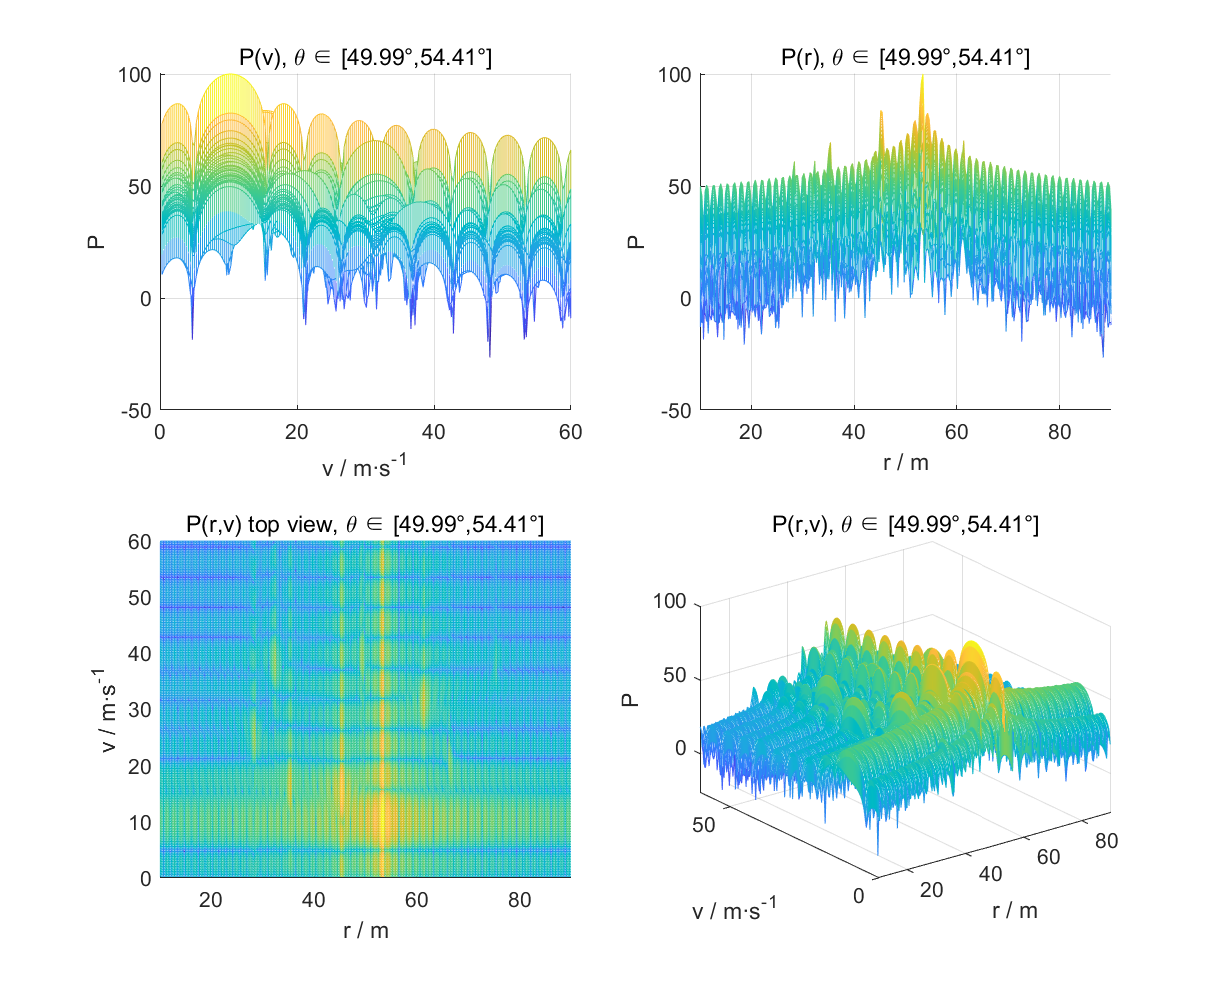 P(v), θ ∈ [49.99°,54.41°]
100
50
0
-50
P
0
20
40
60
v / m·s⁻¹
P(r), θ ∈ [49.99°,54.41°]
100
50
0
-50
P
20
40
60
80
r / m
P(r,v) top view, θ ∈ [49.99°,54.41°]
60
50
40
30
20
10
0
v / m·s⁻¹
20
40
60
80
r / m
P(r,v), θ ∈ [49.99°,54.41°]
100
50
0
P
50
0
v / m·s⁻¹
20
40
60
80
r / m